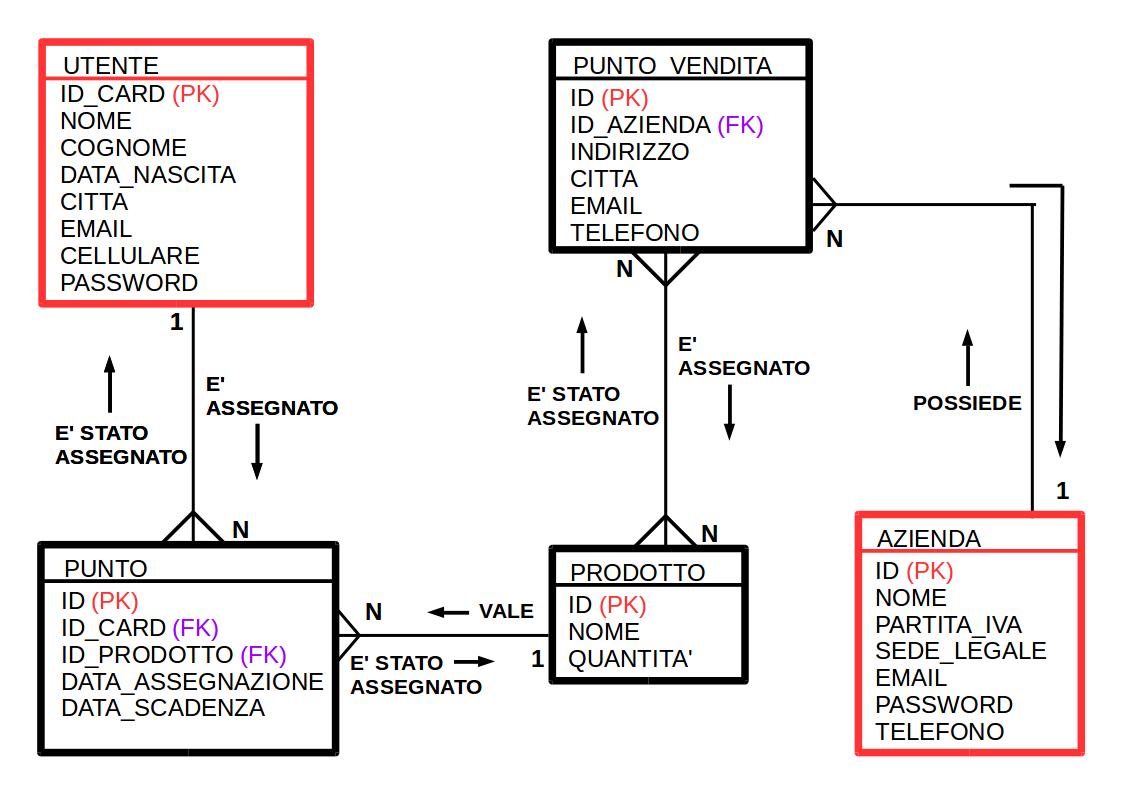 UTENTE
ID_CARD (PK)
NOME
COGNOME
DATA_NASCITA
CITTA
EMAIL
CELLULARE
PASSWORD
1
E' STATO
ASSEGNATO
E'
ASSEGNATO
N
PUNTO
ID (PK)
ID_CARD (FK)
ID_PRODOTTO (FK)
DATA_ASSEGNAZIONE
DATA_SCADENZA
N
VALE
E' STATO
ASSEGNATO
1
PUNTO_VENDITA
ID (PK)
ID_AZIENDA (FK)
INDIRIZZO
CITTA
EMAIL
TELEFONO
N
N
E' STATO
ASSEGNATO
E'
ASSEGNATO
N
PRODOTTO
ID (PK)
NOME
QUANTITA'
POSSIEDE
1
AZIENDA
ID (PK)
NOME
PARTITA_IVA
SEDE_LEGALE
EMAIL
PASSWORD
TELEFONO